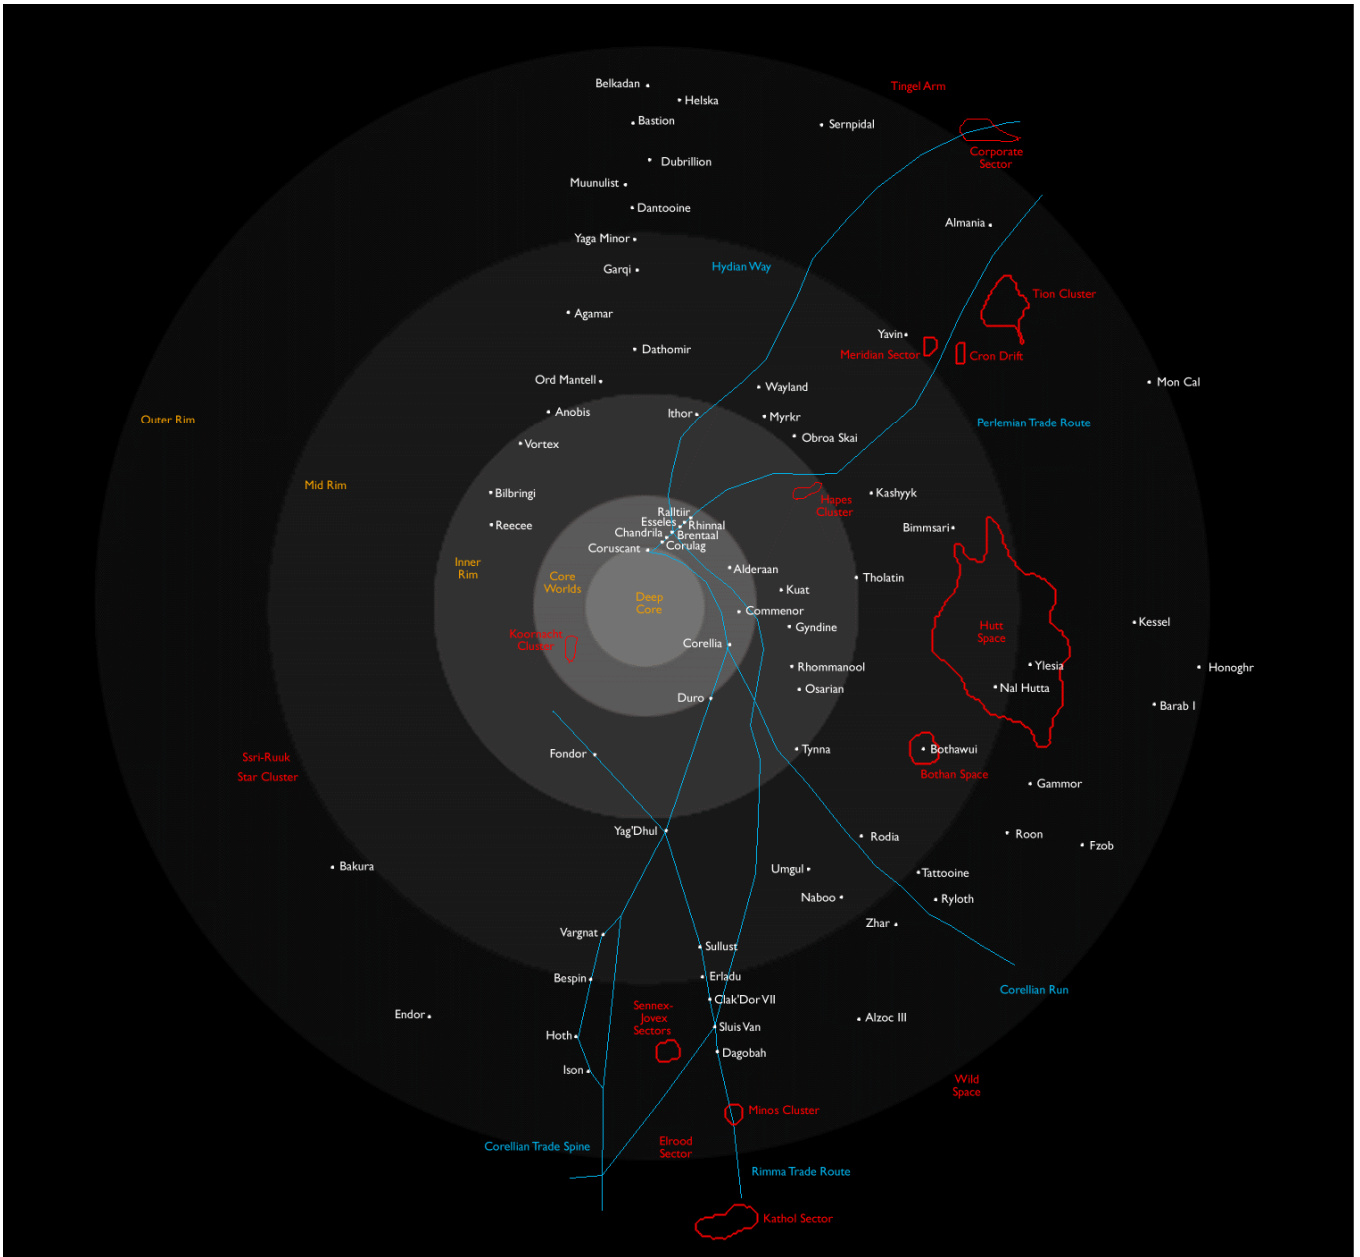 Belkadan
Tingel Arm
Helska
Bastion
Sernpidal
Corporate
Sector
Dubrillion
Muunulist
Dantooine
Almania
Yaga Minor
Garqi
Hydian Way
Tion Cluster
Agamar
Yavin
Dathomir
Meridian Sector
Cron Drift
Ord Mantell
Wayland
Mon Cal
Anobis
Ithor
Myrkr
Outer Rim
Perlemian Trade Route
Vortex
Obroa Skai
Mid Rim
Bilbringi
Kashyyk
Hapes
Cluster
Ralltiir
Esseles
Rhinnal
Reecee
Bimmsari
Chandrila
Brentaal
Coruscant
Corulag
Inner
Rim
Alderaan
Core
Worlds
Tholatin
Kuat
Deep
Core
Commenor
Kessel
Gyndine
Hutt
Space
Koornacht
Cluster
Corellia
Rhommanool
Ylesia
Honoghr
Osarian
Nal Hutta
Duro
Barab I
Fondor
Tynna
Bothawui
Ssri-Ruuk
Star Cluster
Bothan Space
Gammor
Yag'Dhul
Rodia
Roon
Fzob
Bakura
Umgul
Tattooine
Naboo
Ryloth
Zhar
Vargnat
Sullust
Bespin
Erladu
Corellian Run
Clak'Dor VII
Sennex-
Jovex
Sectors
Endor
Alzoc III
Hoth
Sluis Van
Dagobah
Ison
Wild
Space
Minos Cluster
Corellian Trade Spine
Elrood
Sector
Rimma Trade Route
Kathol Sector